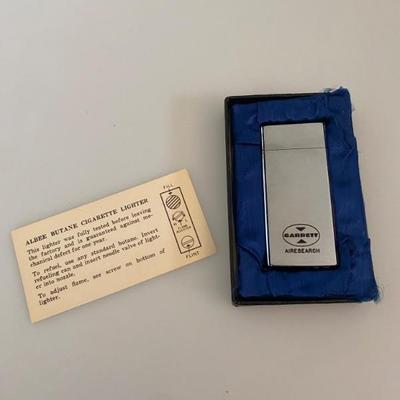 ALBEE BUTANE CIGARETTE LIGHTER
This lighter was fully tested before leaving
the factory and is guaranteed against me-
chanical defect for one year.
To refuel, use any standard butane. Invert
refueling can and insert needle valve of light-
er into nozzle.
To adjust flame, see screw on bottom of
lighter.
FILL
FLINT
GARRETT
AIRESEARCH